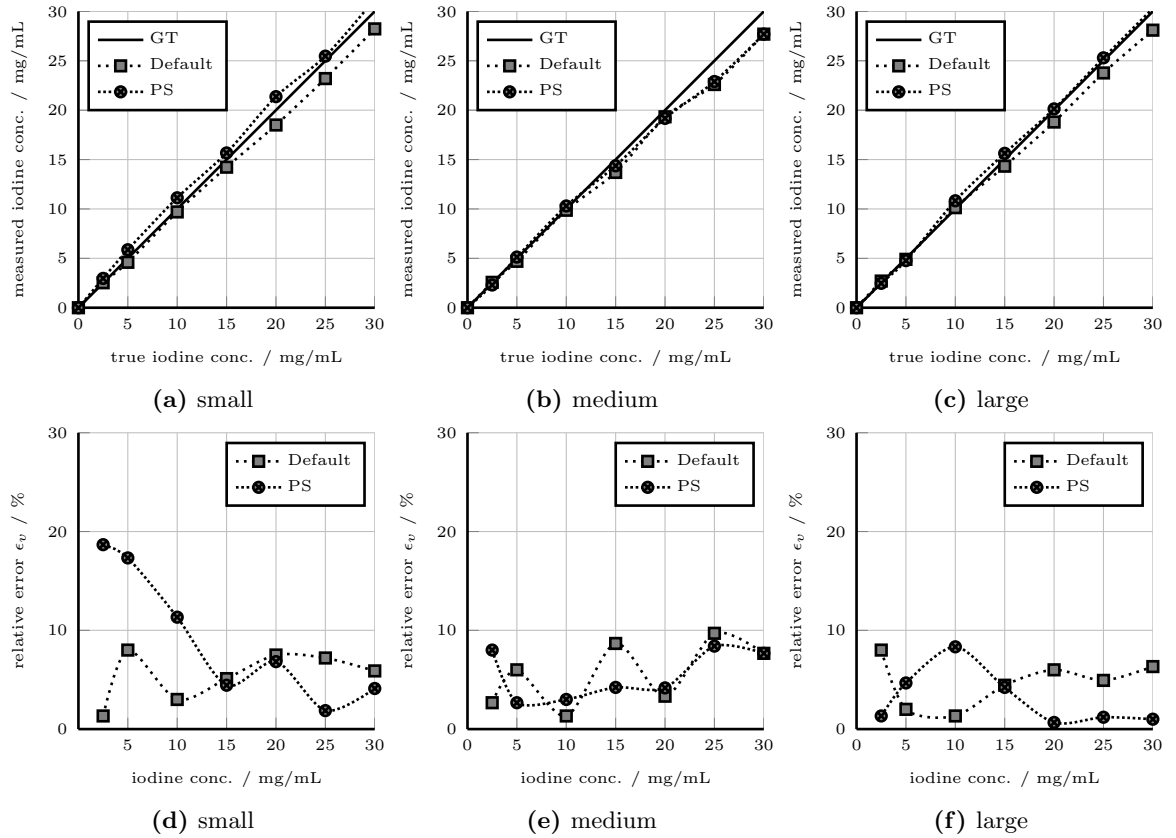 measured iodine conc. / mg/mL
30
25
20
15
10
5
0
GT
Default
PS
0 5 10 15 20 25 30
true iodine conc. / mg/mL
(a) small
measured iodine conc. / mg/mL
30
25
20
15
10
5
0
GT
Default
PS
0 5 10 15 20 25 30
true iodine conc. / mg/mL
(b) medium
measured iodine conc. / mg/mL
30
25
20
15
10
5
0
GT
Default
PS
0 5 10 15 20 25 30
true iodine conc. / mg/mL
(c) large
relative error ϵᵥ / %
30
20
10
0
Default
PS
5 10 15 20 25 30
iodine conc. / mg/mL
(d) small
relative error ϵᵥ / %
30
20
10
0
Default
PS
0 5 10 15 20 25 30
iodine conc. / mg/mL
(e) medium
relative error ϵᵥ / %
30
20
10
0
Default
PS
0 5 10 15 20 25 30
iodine conc. / mg/mL
(f) large